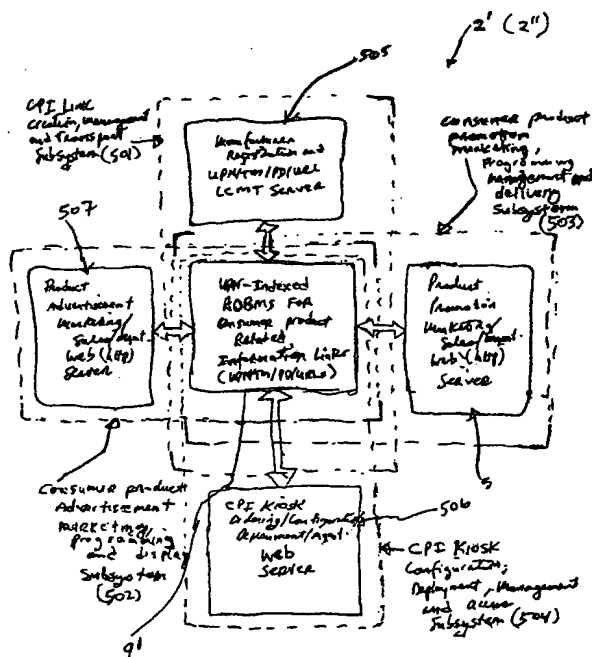 2' (2")
505
CPI Link
Creation, Management
and Transport
Subsystem (501)
Manufacturer
Registration and
UPN/TM/PD/URL
LCMT SERVER
Consumer product
promotion
marketing,
programming
management and
delivery
Subsystem
(503)
507
Product
Advertisement
Marketing/
Sales/Mgmt.
Web (http)
Server
UPN-Indexed
RDBMS FOR
Consumer product
Related
Information Links
(UPN/TM/PD/URLs)
Product
Promotion
Marketing/
Sales/Mgmt.
Web (http)
Server
5
Consumer product
Advertisement
marketing,
programming
and display
Subsystem
(502)
CPI Kiosk
Ordering/Configuration
Deployment/Mgmt.
Web
SERVER
506
CPI KIOSK
Configuration,
Deployment, Management
and access
Subsystem (504)
91